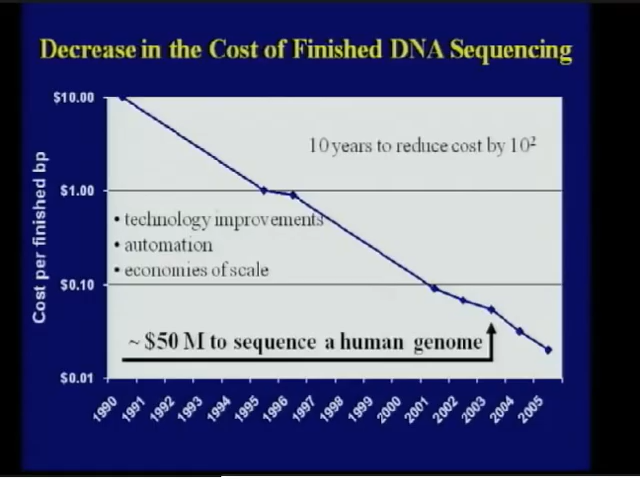 Decrease in the Cost of Finished DNA Sequencing
Cost per finished bp
$10.00
$1.00
$0.10
$0.01
10 years to reduce cost by 10²
• technology improvements
• automation
• economies of scale
~ $50 M to sequence a human genome
1990
1991
1992
1993
1994
1995
1996
1997
1998
1999
2000
2001
2002
2003
2004
2005